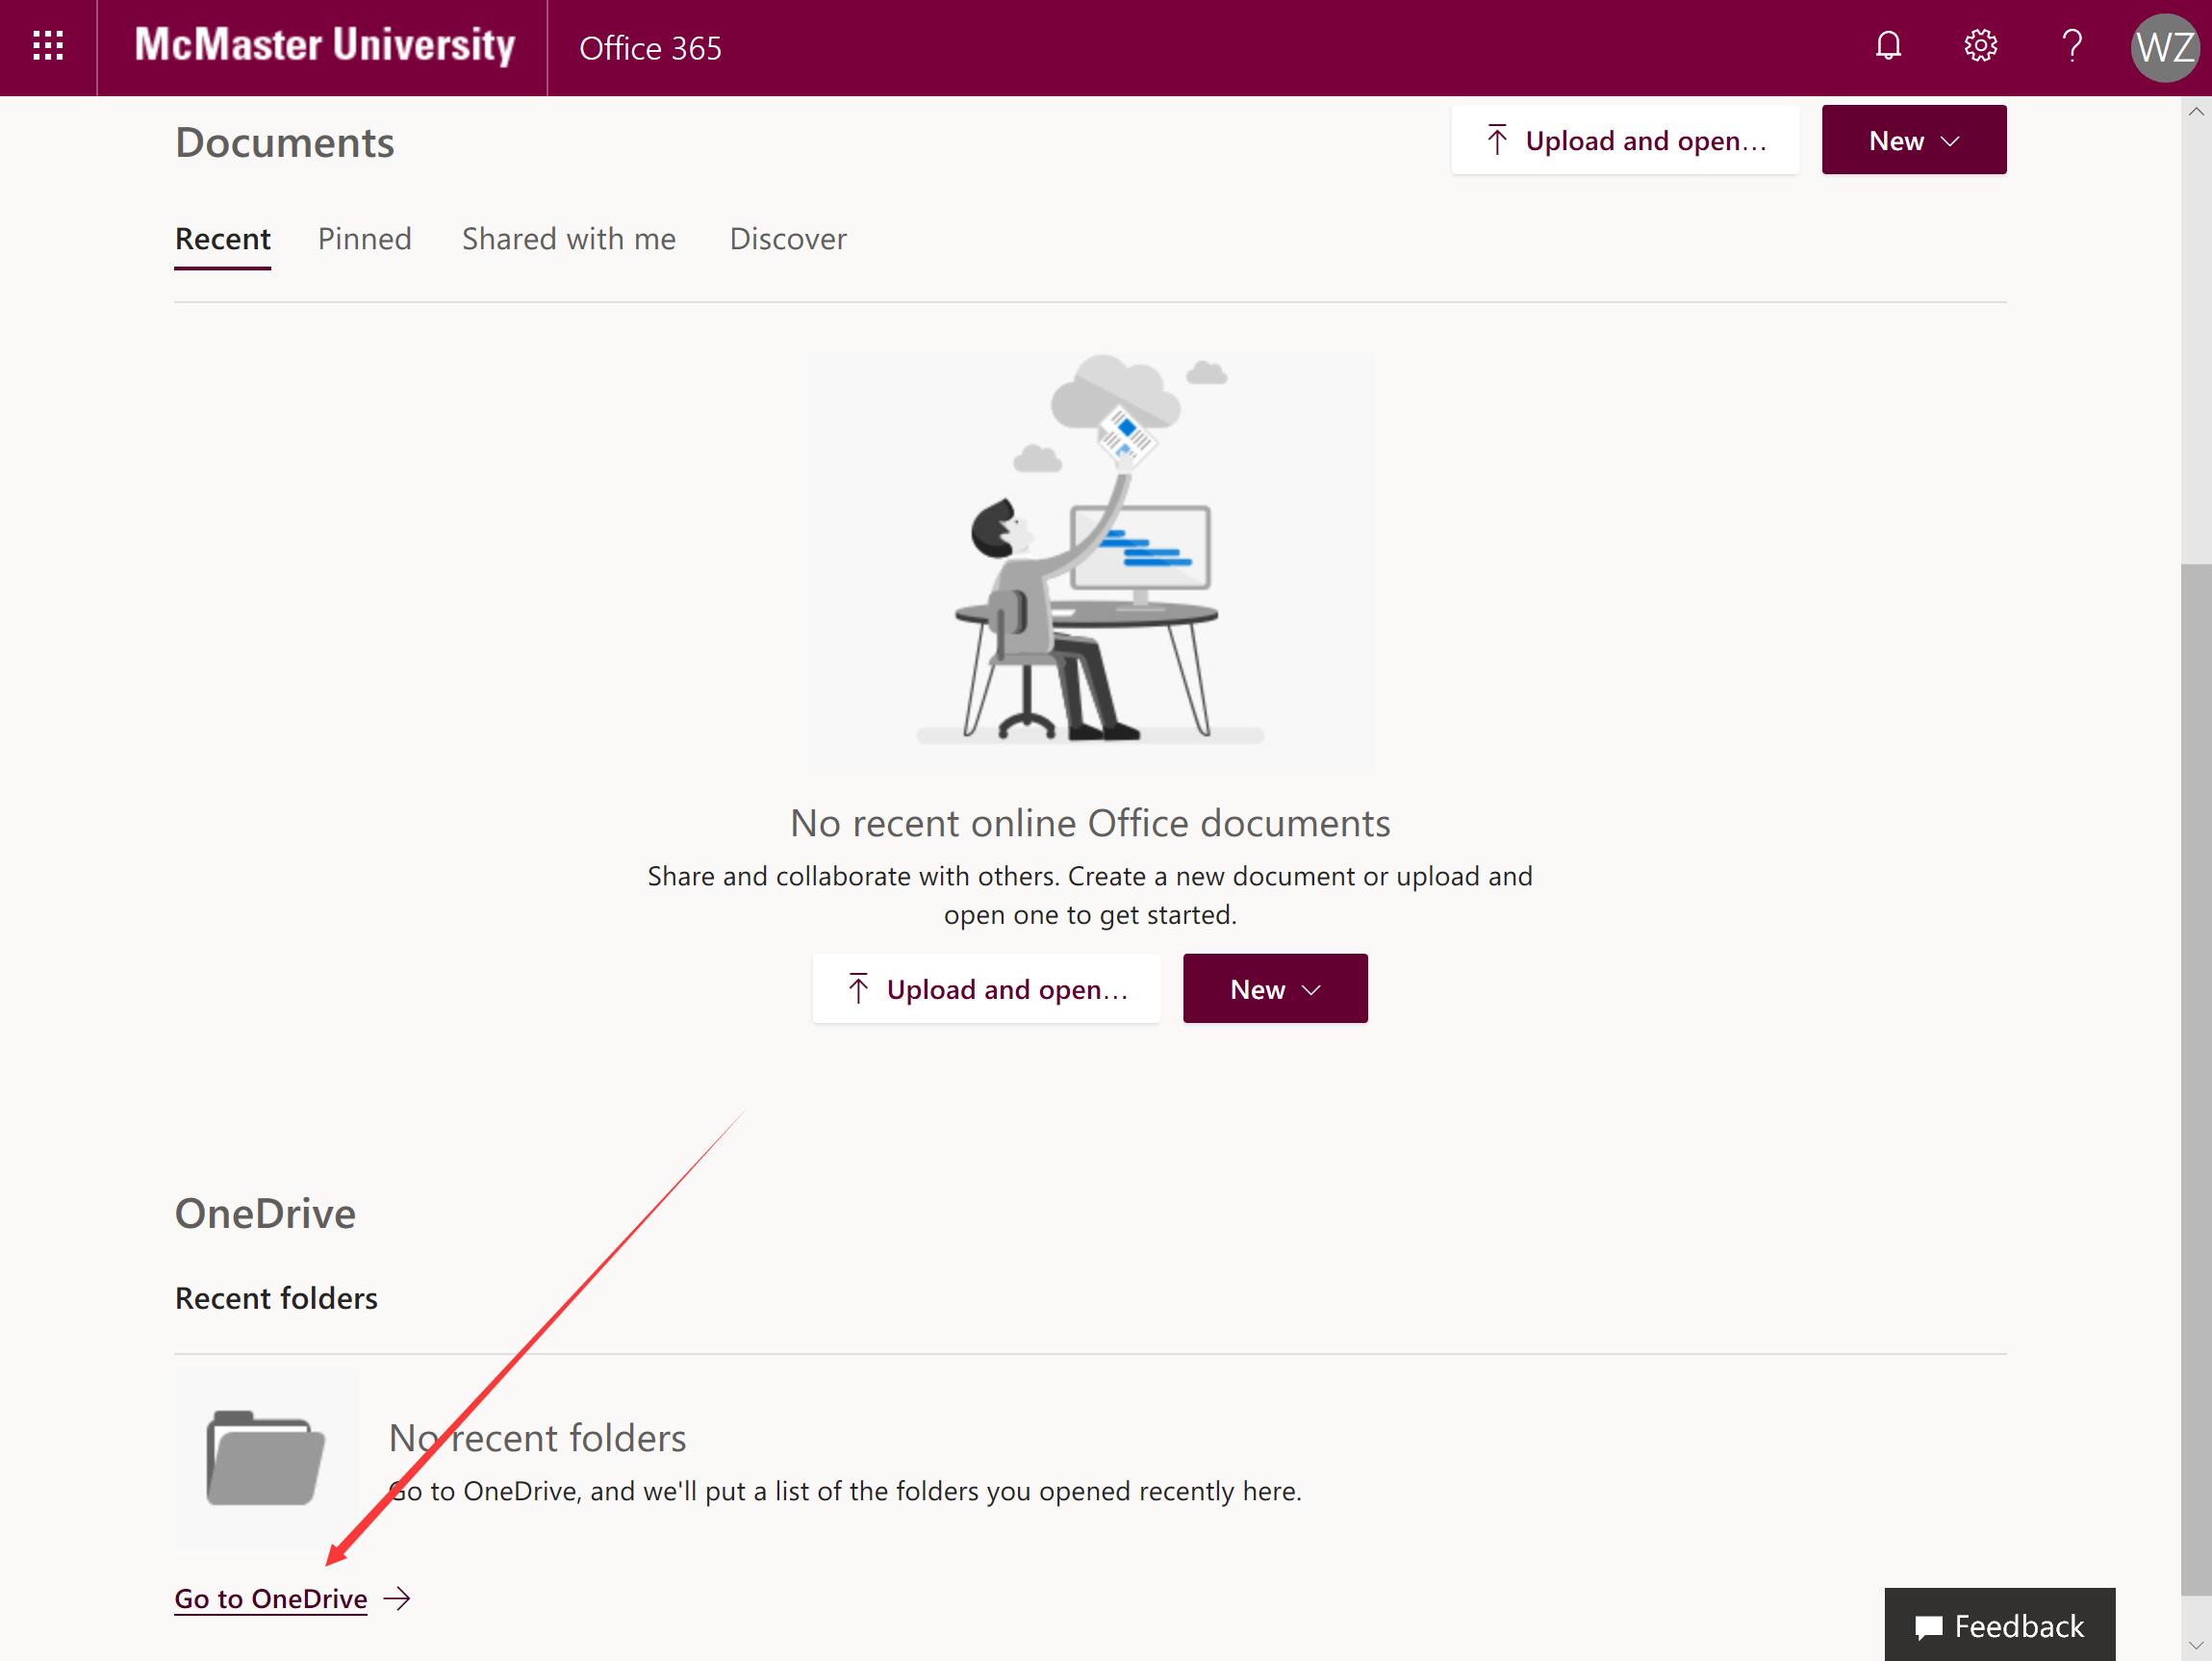 McMaster University
Office 365
WZ
Documents
Upload and open...
New
Recent
Pinned
Shared with me
Discover
No recent online Office documents
Share and collaborate with others. Create a new document or upload and
open one to get started.
Upload and open...
New
OneDrive
Recent folders
No recent folders
Go to OneDrive, and we'll put a list of the folders you opened recently here.
Go to OneDrive
Feedback